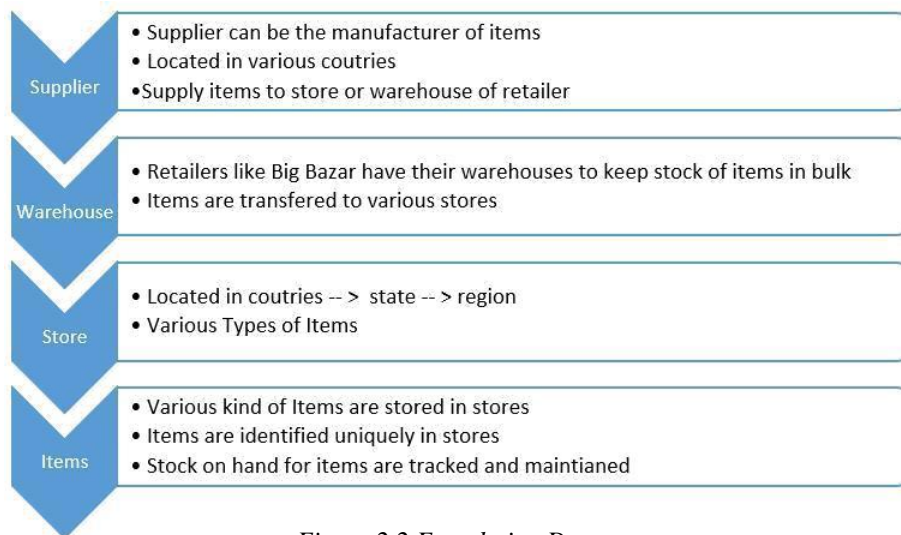 Supplier
• Supplier can be the manufacturer of items
• Located in various coutries
•Supply items to store or warehouse of retailer
Warehouse
• Retailers like Big Bazar have their warehouses to keep stock of items in bulk
• Items are transfered to various stores
Store
• Located in coutries -- > state -- > region
• Various Types of Items
Items
• Various kind of Items are stored in stores
• Items are identified uniquely in stores
• Stock on hand for items are tracked and maintianed